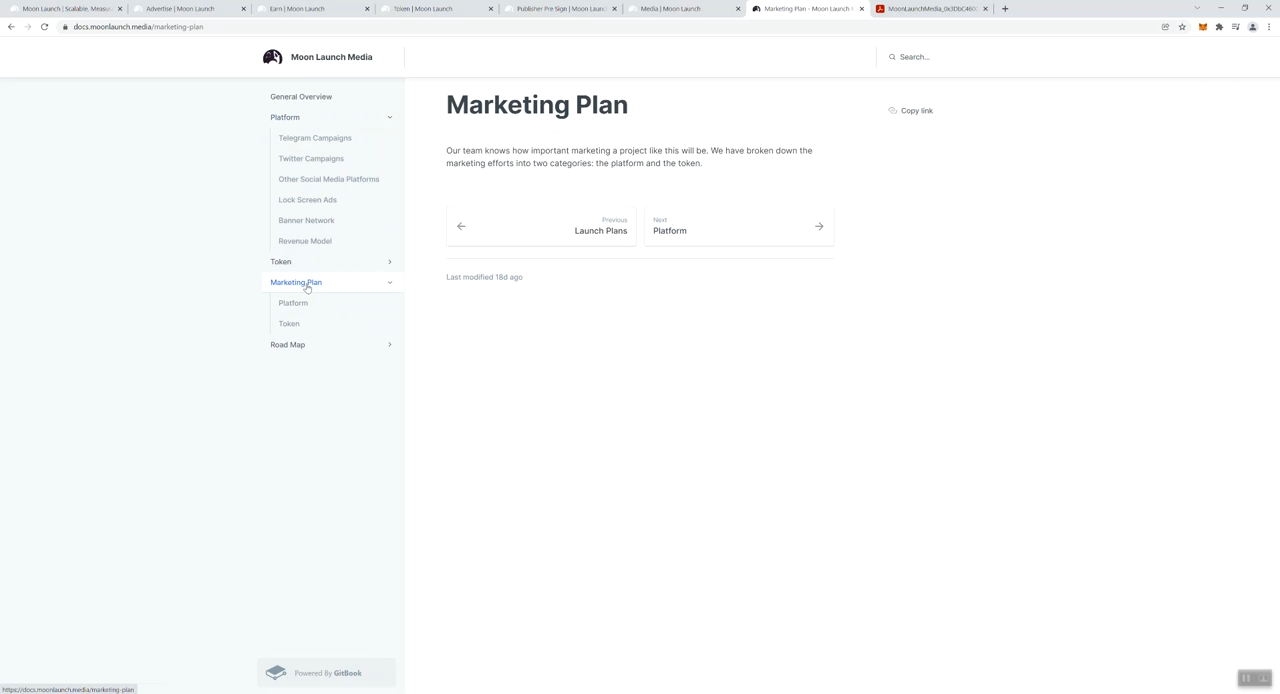 Moon Launch | Scalable, Measu
Advertise | Moon Launch
Earn | Moon Launch
Token | Moon Launch
Publisher Pre Sign | Moon Launc
Media | Moon Launch
Marketing Plan - Moon Launch
MoonLaunchMedia_0x3DbC460
docs.moonlaunch.media/marketing-plan
Moon Launch Media
Search...
General Overview
Platform
Telegram Campaigns
Twitter Campaigns
Other Social Media Platforms
Lock Screen Ads
Banner Network
Revenue Model
Token
Marketing Plan
Platform
Token
Road Map
Powered By GitBook
Marketing Plan
Copy link
Our team knows how important marketing a project like this will be. We have broken down the
marketing efforts into two categories: the platform and the token.
Previous
Launch Plans
Next
Platform
Last modified 18d ago
https://docs.moonlaunch.media/marketing-plan